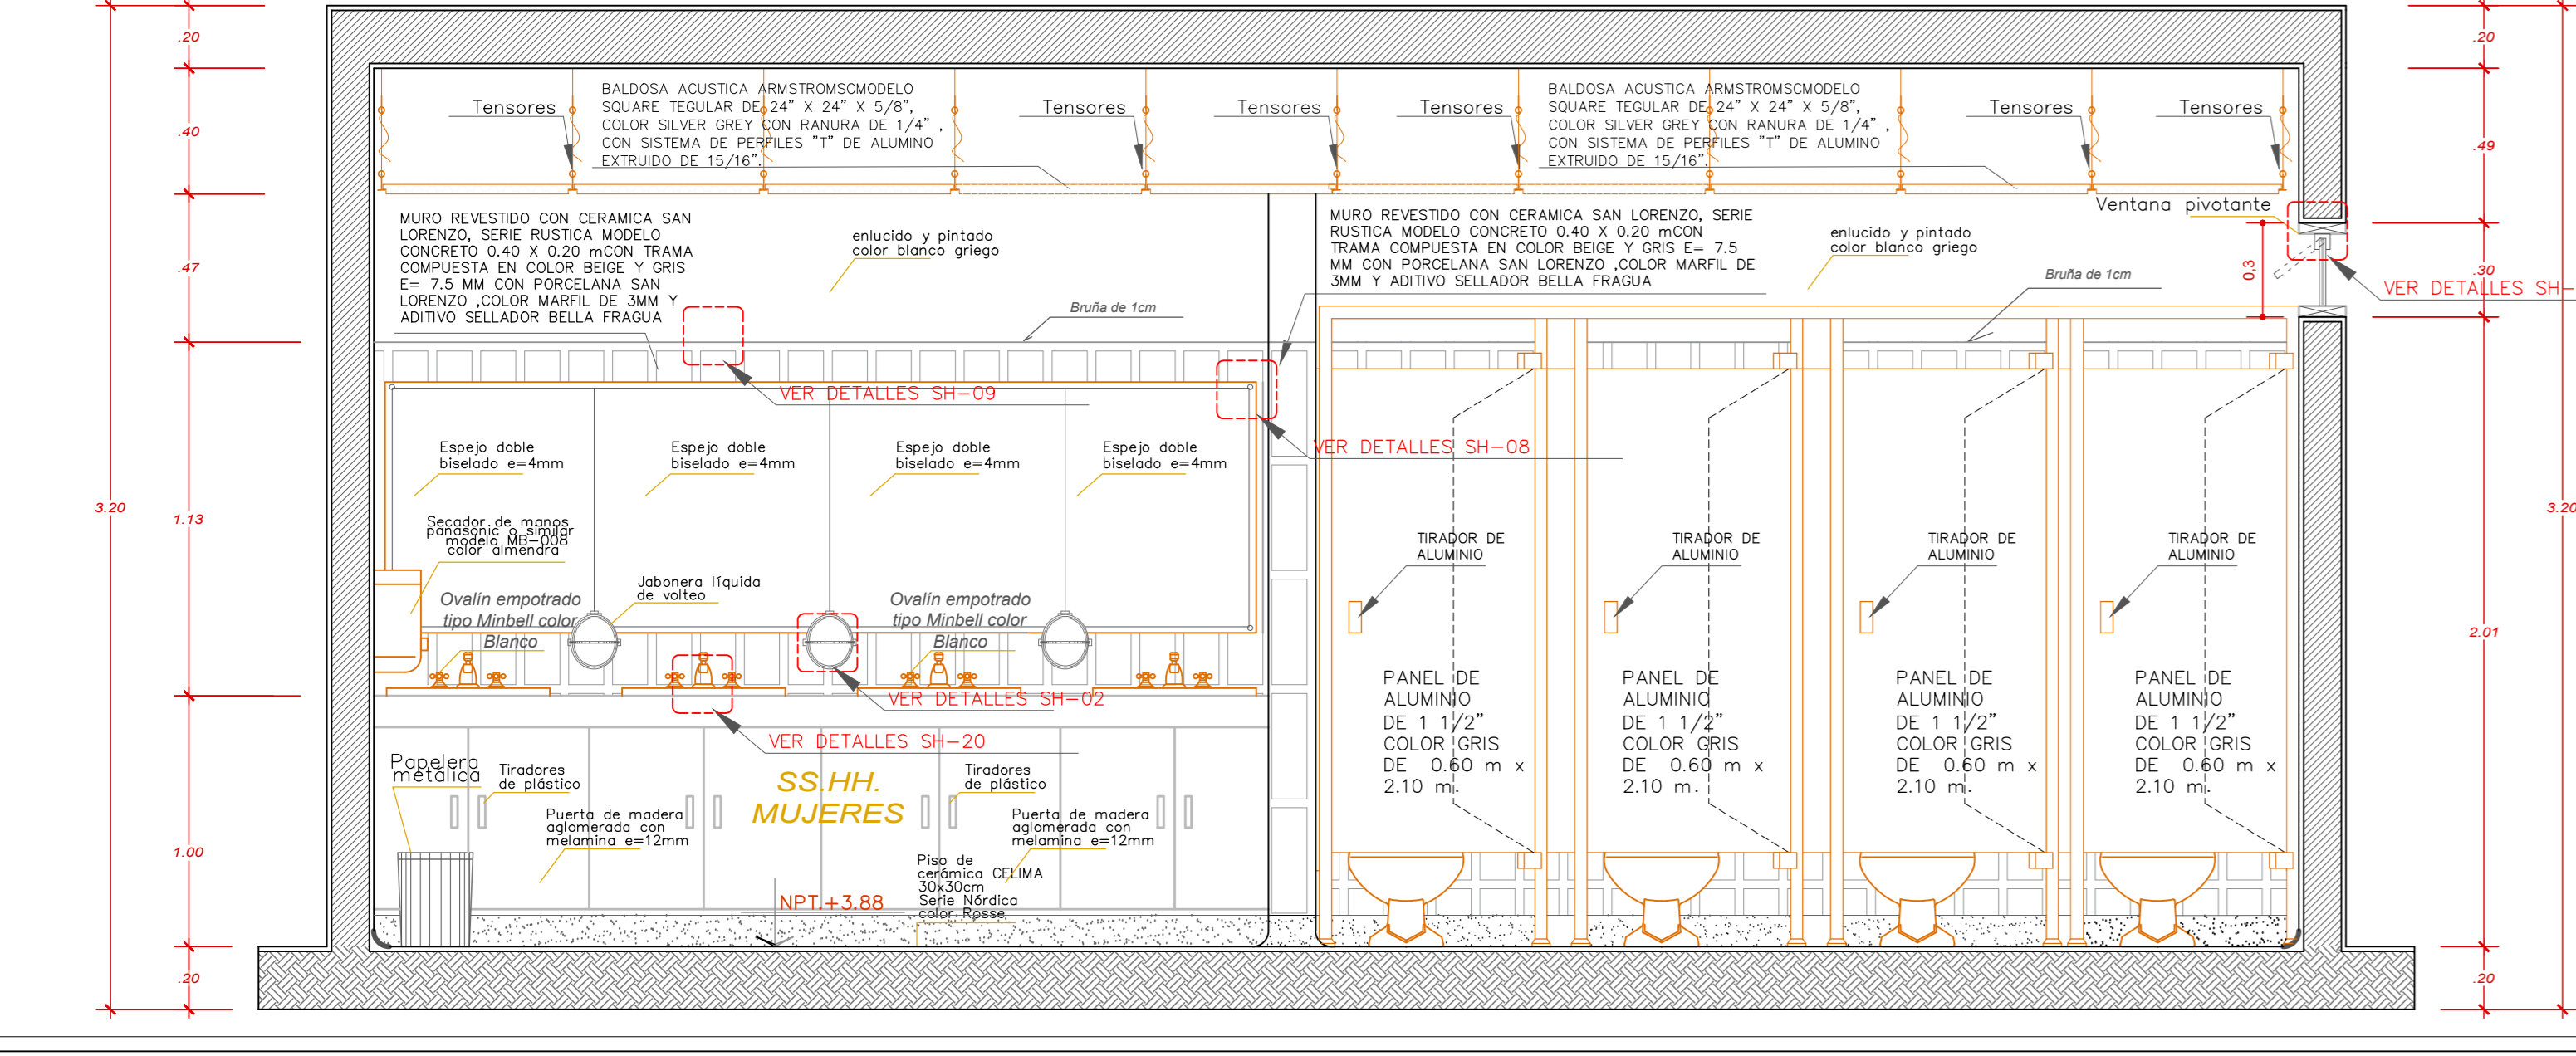 .20
.20
Tensores
BALDOSA ACUSTICA ARMSTROMSCMODELO
SQUARE TEGULAR DE 24" X 24" X 5/8",
COLOR SILVER GREY CON RANURA DE 1/4" ,
CON SISTEMA DE PERFILES "T" DE ALUMINO
EXTRUIDO DE 15/16".
Tensores
Tensores
Tensores
BALDOSA ACUSTICA ARMSTROMSCMODELO
SQUARE TEGULAR DE 24" X 24" X 5/8",
COLOR SILVER GREY CON RANURA DE 1/4" ,
CON SISTEMA DE PERFILES "T" DE ALUMINO
EXTRUIDO DE 15/16".
Tensores
Tensores
.40
.49
MURO REVESTIDO CON CERAMICA SAN
LORENZO, SERIE RUSTICA MODELO
CONCRETO 0.40 X 0.20 mCON TRAMA
COMPUESTA EN COLOR BEIGE Y GRIS
E= 7.5 MM CON PORCELANA SAN
LORENZO ,COLOR MARFIL DE 3MM Y
ADITIVO SELLADOR BELLA FRAGUA
enlucido y pintado
color blanco griego
MURO REVESTIDO CON CERAMICA SAN LORENZO, SERIE
RUSTICA MODELO CONCRETO 0.40 X 0.20 mCON
TRAMA COMPUESTA EN COLOR BEIGE Y GRIS E= 7.5
MM CON PORCELANA SAN LORENZO ,COLOR MARFIL DE
3MM Y ADITIVO SELLADOR BELLA FRAGUA
enlucido y pintado
color blanco griego
Ventana pivotante
.47
.30
0,3
Bruña de 1cm
Bruña de 1cm
VER DETALLES SH-
VER DETALLES SH-09
VER DETALLES SH-08
Espejo doble
biselado e=4mm
Espejo doble
biselado e=4mm
Espejo doble
biselado e=4mm
Espejo doble
biselado e=4mm
3.20
1.13
3.20
Secador de manos
panasonic o similar
modelo MB-008
color almendra
TIRADOR DE
ALUMINIO
TIRADOR DE
ALUMINIO
TIRADOR DE
ALUMINIO
TIRADOR DE
ALUMINIO
Jabonera líquida
de volteo
Ovalín empotrado
tipo Minbell color
Blanco
Ovalín empotrado
tipo Minbell color
Blanco
2.01
VER DETALLES SH-02
VER DETALLES SH-20
PANEL DE
ALUMINIO
DE 1 1/2"
COLOR GRIS
DE 0.60 m x
2.10 m.
PANEL DE
ALUMINIO
DE 1 1/2"
COLOR GRIS
DE 0.60 m x
2.10 m.
PANEL DE
ALUMINIO
DE 1 1/2"
COLOR GRIS
DE 0.60 m x
2.10 m.
PANEL DE
ALUMINIO
DE 1 1/2"
COLOR GRIS
DE 0.60 m x
2.10 m.
Papelera
metálica
Tiradores
de plástico
SS.HH.
MUJERES
Tiradores
de plástico
Puerta de madera
aglomerada con
melamina e=12mm
Puerta de madera
aglomerada con
melamina e=12mm
1.00
Piso de
cerámica CELIMA
30x30cm
Serie Nórdica
color Rosse
NPT.+3.88
.20
.20